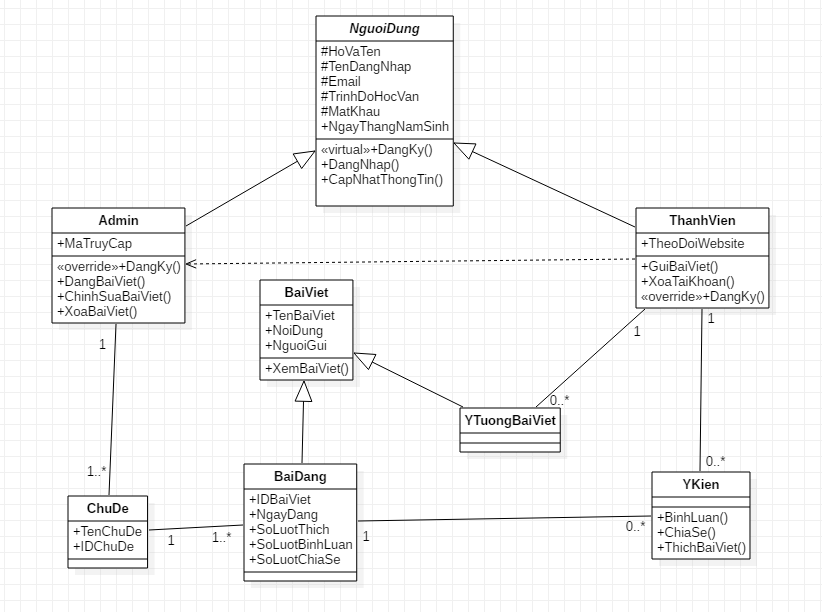 NguoiDung
#HoVaTen
#TenDangNhap
#Email
#TrinhDoHocVan
#MatKhau
+NgayThangNamSinh
«virtual»+DangKy()
+DangNhap()
+CapNhatThongTin()
Admin
+MaTruyCap
«override»+DangKy()
+DangBaiViet()
+ChinhSuaBaiViet()
+XoaBaiViet()
ThanhVien
+TheoDoiWebsite
+GuiBaiViet()
+XoaTaiKhoan()
«override»+DangKy()
BaiViet
+TenBaiViet
+NoiDung
+NguoiGui
+XemBaiViet()
1
1
1
0..*
YTuongBaiViet
1..*
0..*
ChuDe
+TenChuDe
+IDChuDe
1
1..*
BaiDang
+IDBaiViet
+NgayDang
+SoLuotThich
+SoLuotBinhLuan
+SoLuotChiaSe
1
0..*
YKien
+BinhLuan()
+ChiaSe()
+ThichBaiViet()